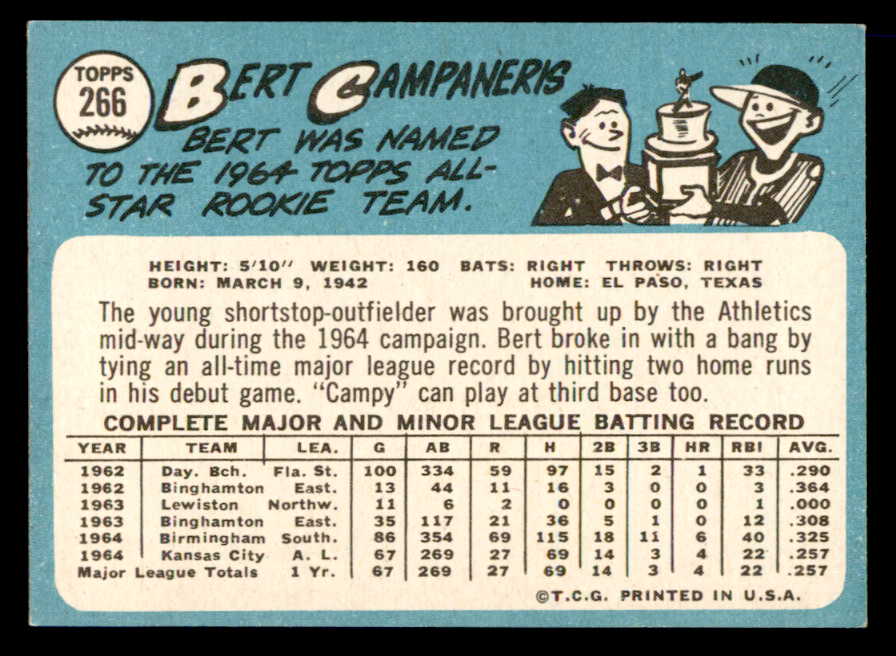 TOPPS
266
BERT CAMPANERIS
BERT WAS NAMED
TO THE 1964 TOPPS ALL-
STAR ROOKIE TEAM.
HEIGHT: 5'10" WEIGHT: 160 BATS: RIGHT THROWS: RIGHT
BORN: MARCH 9, 1942 HOME: EL PASO, TEXAS
The young shortstop-outfielder was brought up by the Athletics
mid-way during the 1964 campaign. Bert broke in with a bang by
tying an all-time major league record by hitting two home runs
in his debut game. "Campy" can play at third base too.
COMPLETE MAJOR AND MINOR LEAGUE BATTING RECORD
YEAR TEAM LEA. G AB R H 2B 3B HR RBI AVG.
1962 Day. Bch. Fla. St. 100 334 59 97 15 2 1 33 .290
1962 Binghamton East. 13 44 11 16 3 0 0 3 .364
1963 Lewiston Northw. 11 6 2 0 0 0 0 1 .000
1963 Binghamton East. 35 117 21 36 5 1 0 12 .308
1964 Birmingham South. 86 354 69 115 18 11 6 40 .325
1964 Kansas City A. L. 67 269 27 69 14 3 4 22 .257
Major League Totals 1 Yr. 67 269 27 69 14 3 4 22 .257
©T.C.G. PRINTED IN U.S.A.